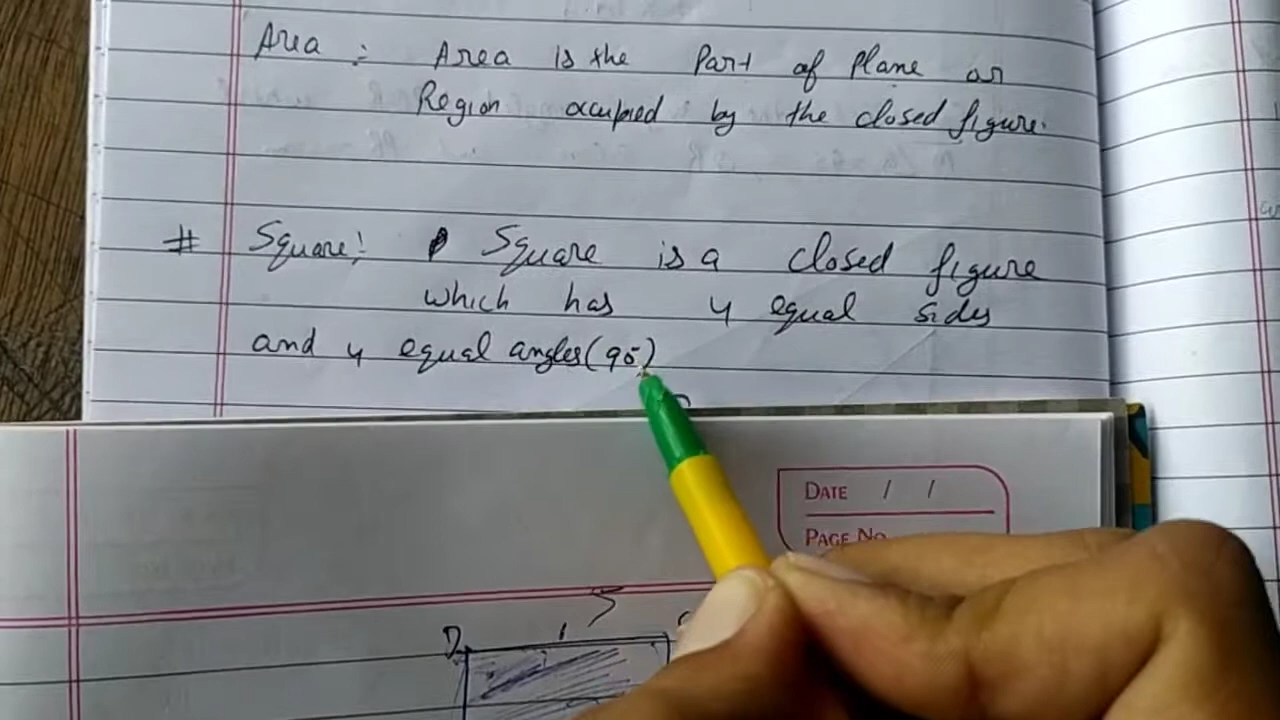 Area : Area is the Part of Plane or
Region occupied by the closed figure.
# Square: Square is a closed figure
which has 4 equal sides
and 4 equal angles (90°)
DATE / /
PAGE NO
5
D